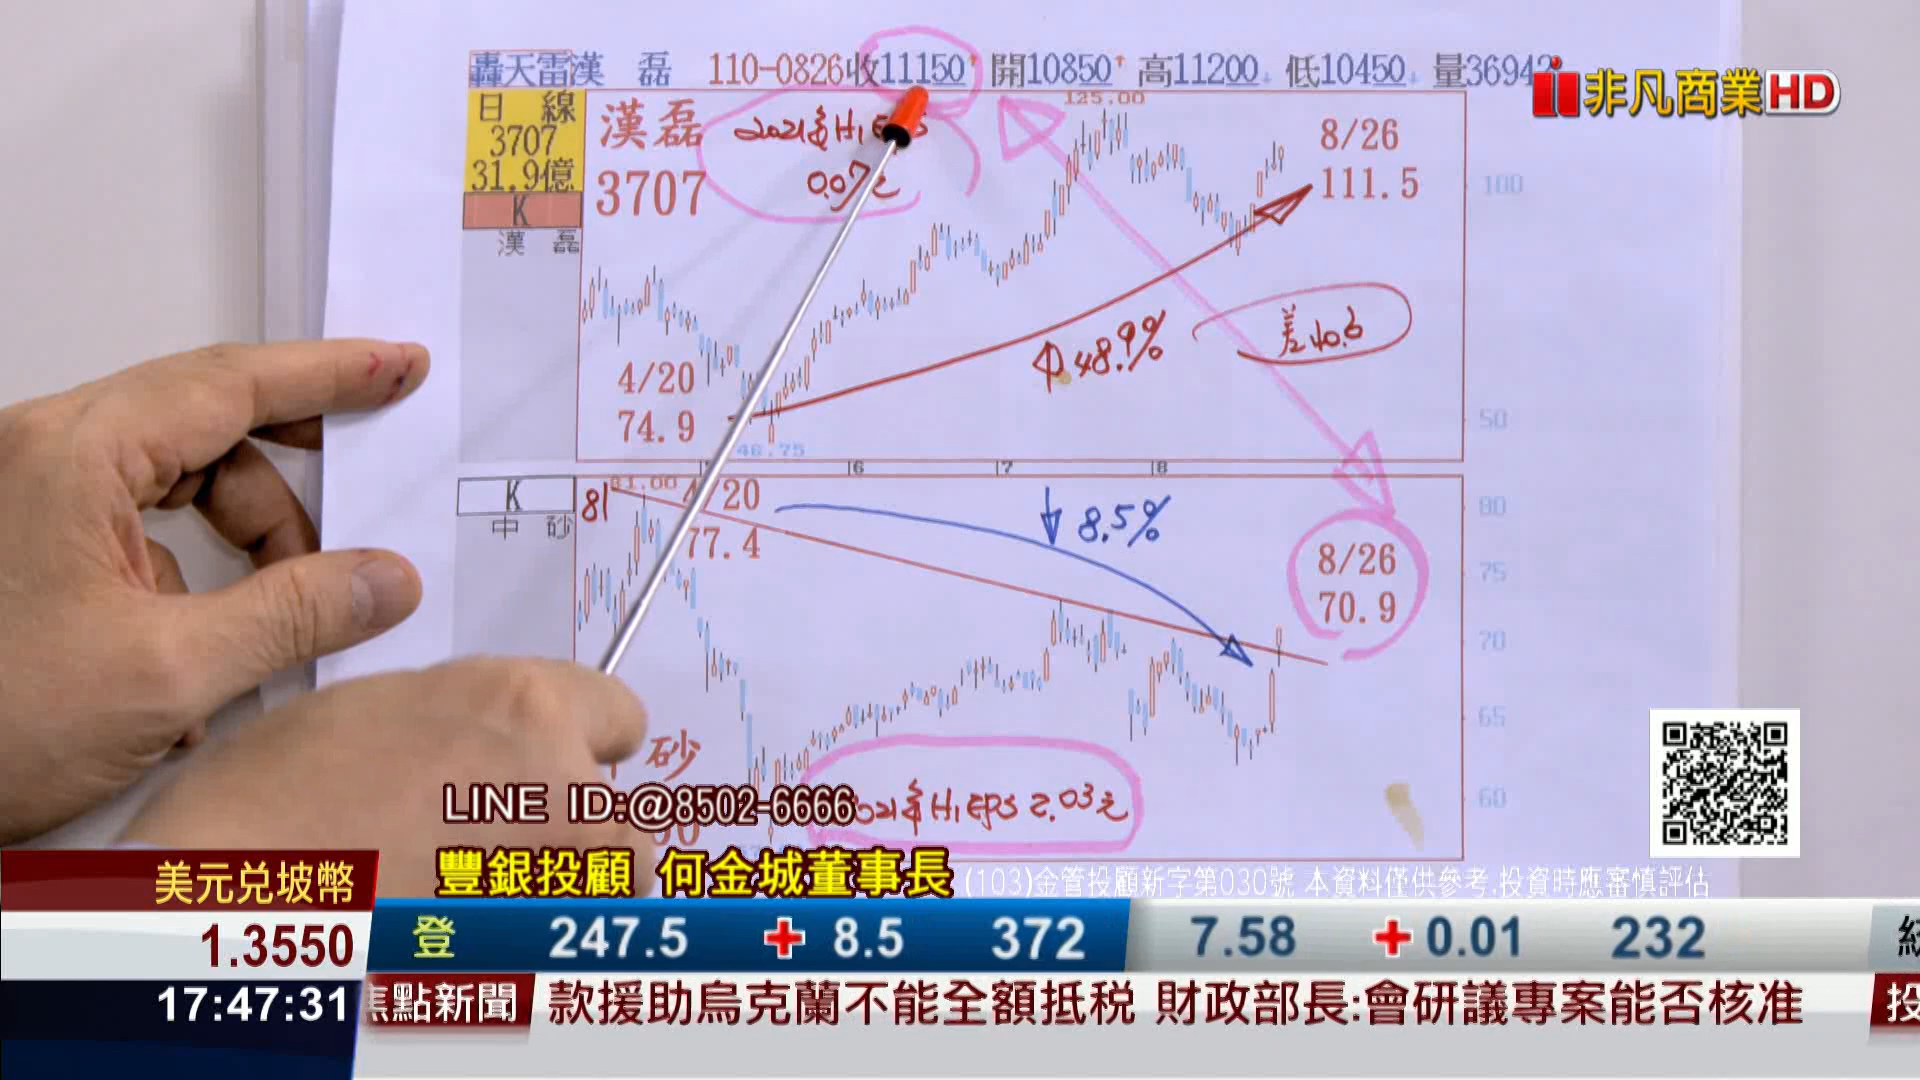 轟天雷漢 磊 110-0826收11150 開10850 高11200 低10450 量36942
非凡商業HD
日 線
3707
31.9億
K
漢 磊
漢磊
3707
2021年H1 EPS
0.07元
125.00
8/26
111.5
100
差40.6
↑48.9%
4/20
74.9
46.75
50
6 7 8
K
中 砂
81
81.00
4/20
77.4
↓8.5%
8/26
70.9
80
75
70
65
60
砂
2021年H1 EPS 2.03元
LINE ID:@8502-6666
豐銀投顧 何金城董事長
(103)金管投顧新字第030號 本資料僅供參考.投資時應審慎評估
美元兌坡幣
1.3550
17:47:31
登 247.5 +8.5 372 7.58 +0.01 232
焦點新聞 款援助烏克蘭不能全額抵稅 財政部長:會研議專案能否核准